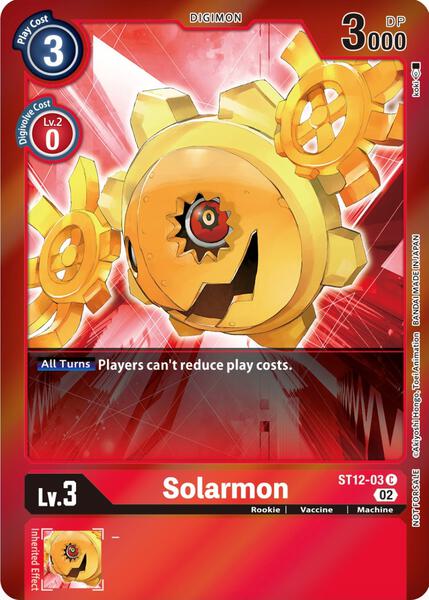 DIGIMON
Play Cost
3
DP
3000
Digivolve Cost
Lv.2
0
koki
All Turns Players can't reduce play costs.
©Akiyoshi Hongo, Toei Animation BANDAI MADE IN JAPAN
NOT FOR SALE
Lv.3
Solarmon
ST12-03 C
02
Rookie | Vaccine | Machine
Inherited Effect
-